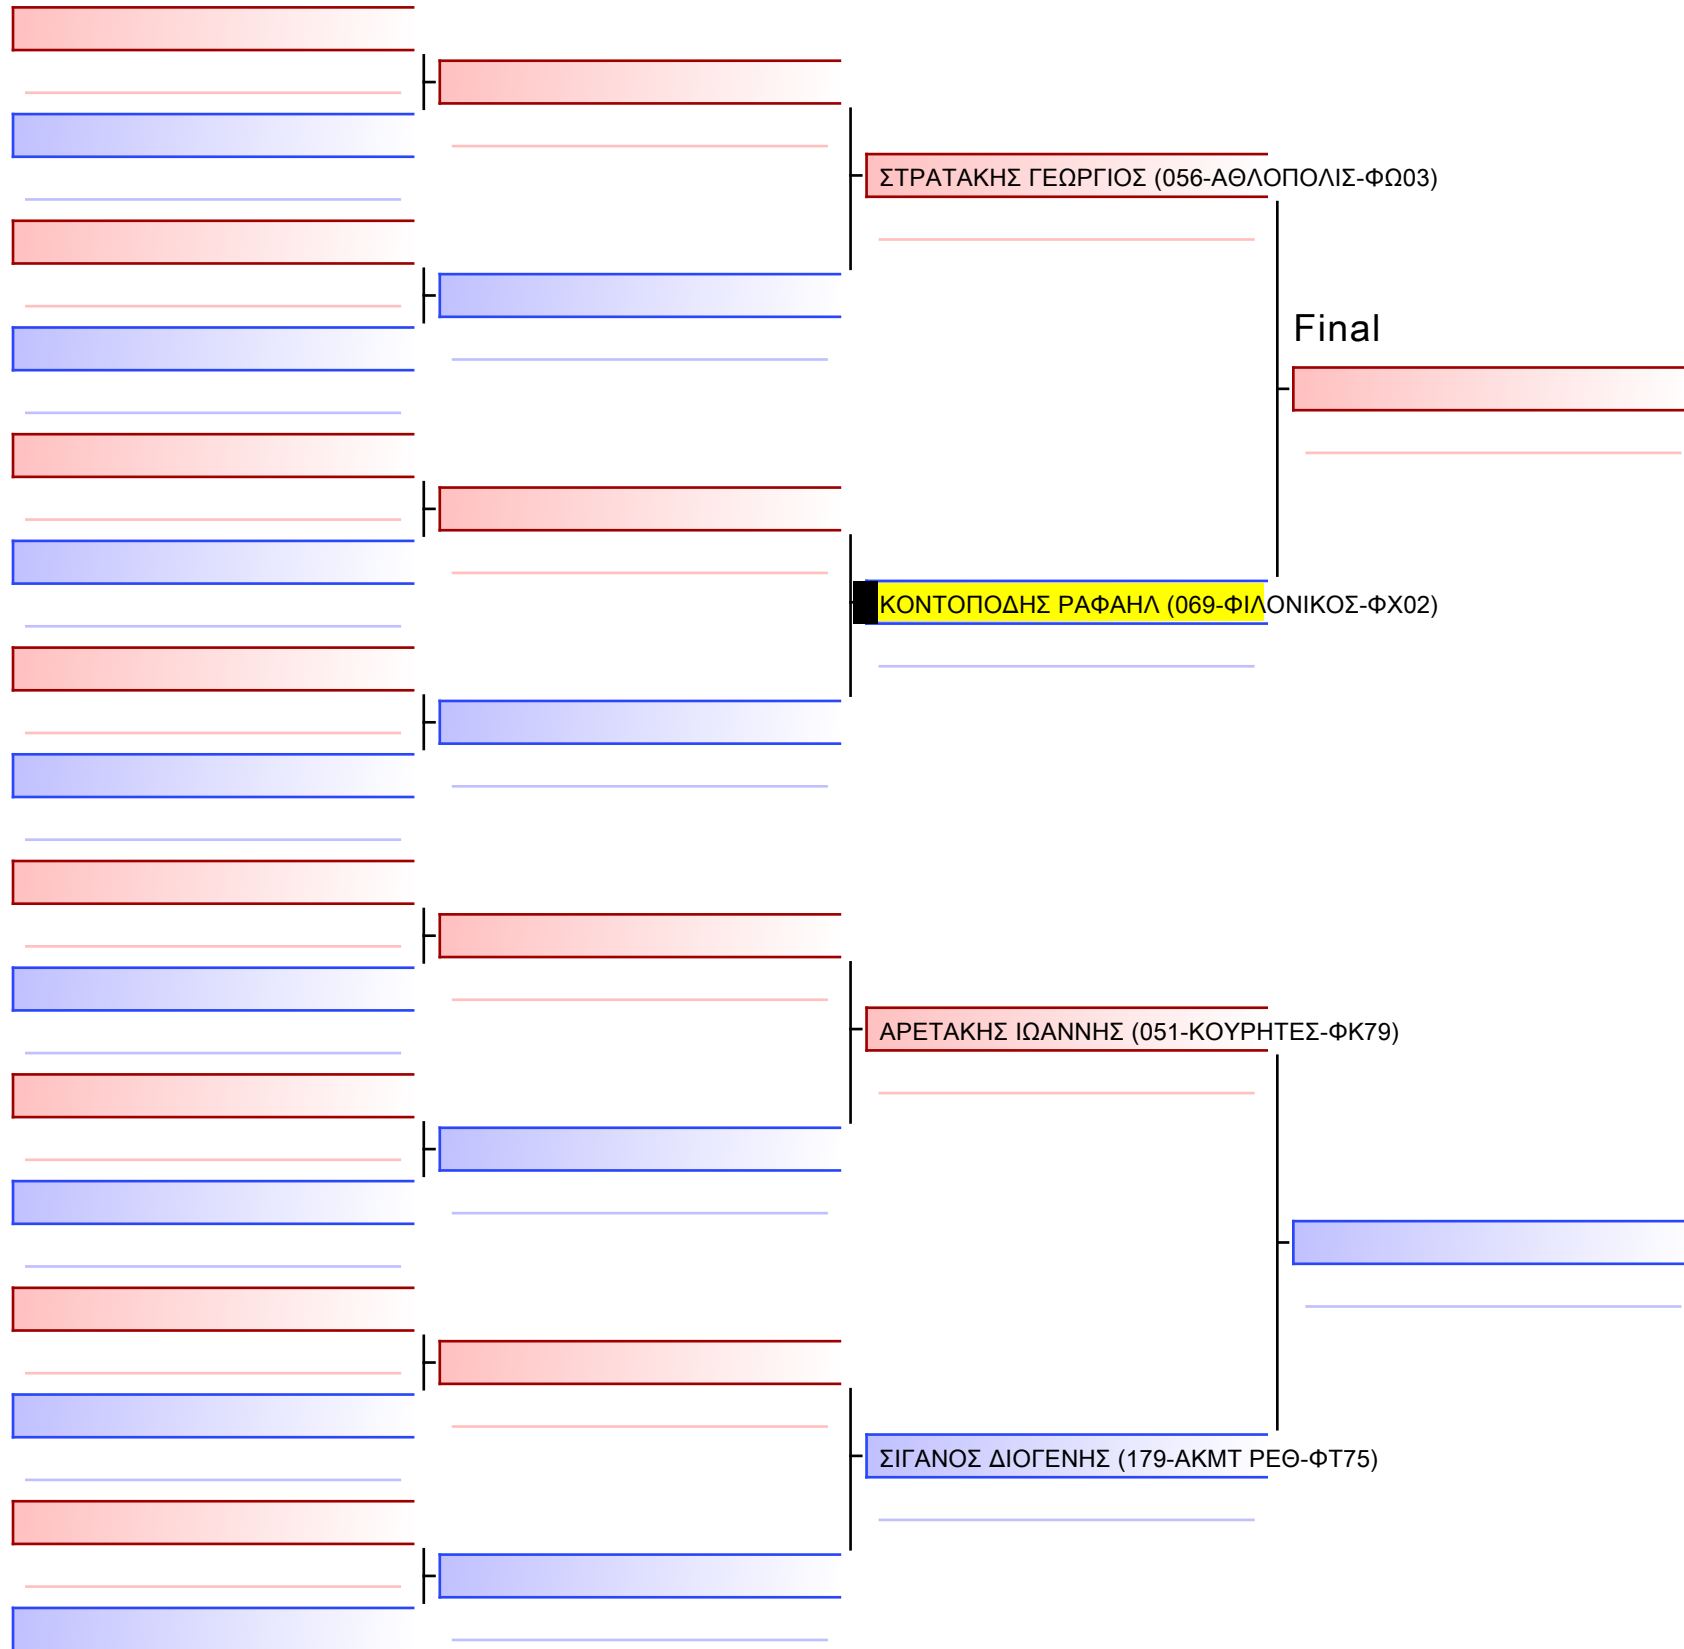 ΣΤΡΑΤΑΚΗΣ ΓΕΩΡΓΙΟΣ (056-ΑΘΛΟΠΟΛΙΣ-ΦΩ03)
Final
ΚΟΝΤΟΠΟΔΗΣ ΡΑΦΑΗΛ (069-ΦΙΛΟΝΙΚΟΣ-ΦΧ02)
ΑΡΕΤΑΚΗΣ ΙΩΑΝΝΗΣ (051-ΚΟΥΡΗΤΕΣ-ΦΚ79)
ΣΙΓΑΝΟΣ ΔΙΟΓΕΝΗΣ (179-ΑΚΜΤ ΡΕΘ-ΦΤ75)